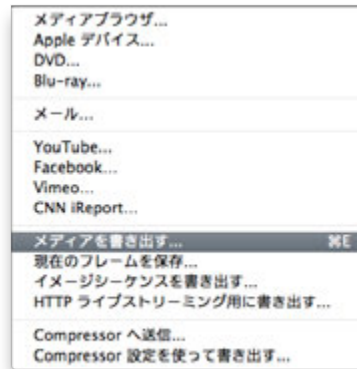 メディアブラウザ...
Apple デバイス...
DVD...
Blu-ray...
メール...
YouTube...
Facebook...
Vimeo...
CNN iReport...
メディアを書き出す... ⌘E
現在のフレームを保存...
イメージシーケンスを書き出す...
HTTP ライブストリーミング用に書き出す...
Compressor へ送信...
Compressor 設定を使って書き出す...